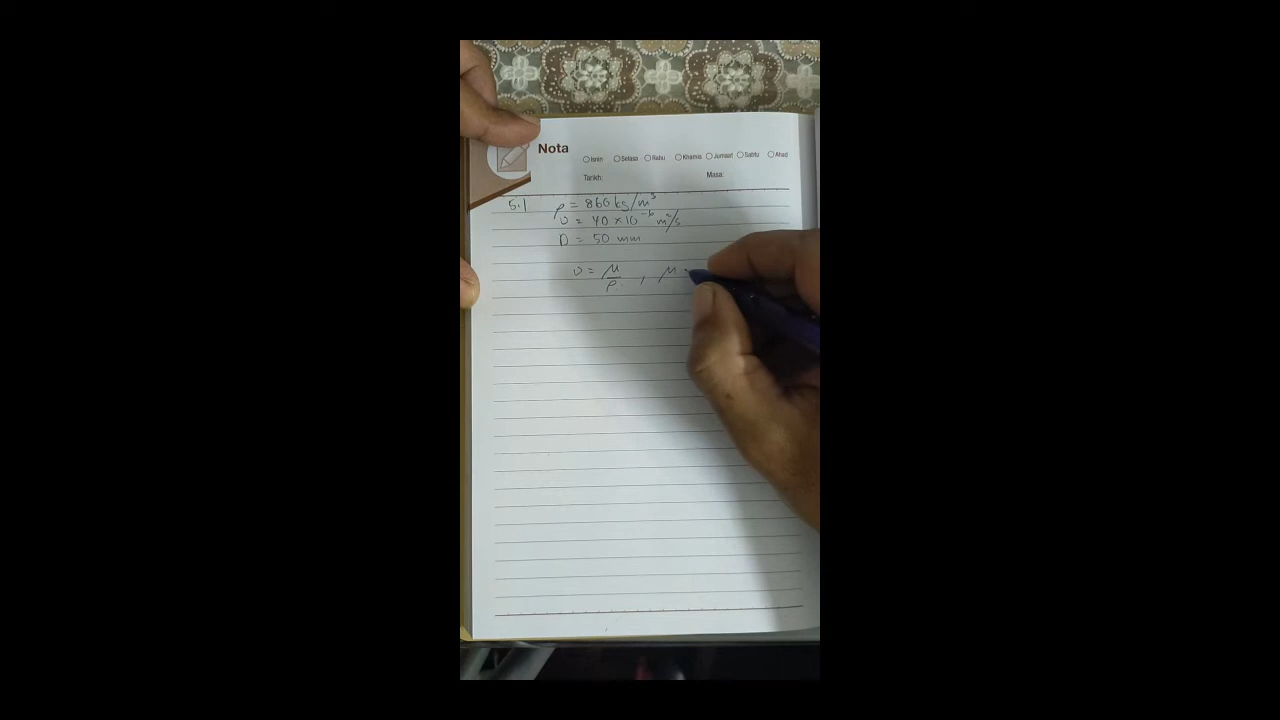 Nota
Isnin Selasa Rabu Khamis Jumaat Sabtu Ahad
Tarikh: Masa:
5.1 ρ = 860 kg/m³
υ = 40 × 10⁻⁶ m²/s
D = 50 mm
υ = μ/ρ , μ